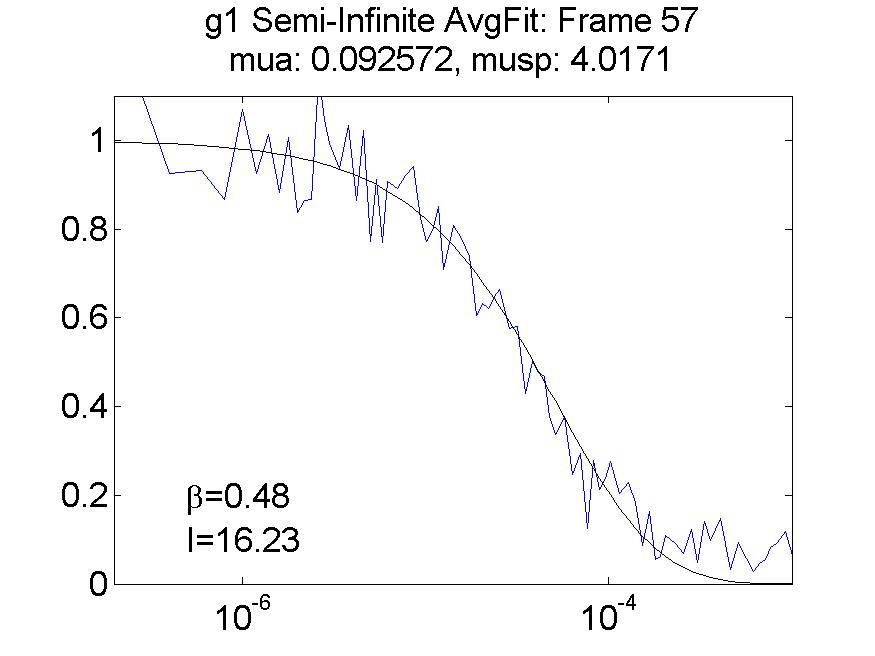 g1 Semi-Infinite AvgFit: Frame 57
mua: 0.092572, musp: 4.0171
1
0.8
0.6
0.4
0.2
0
β=0.48
I=16.23
10^-6
10^-4